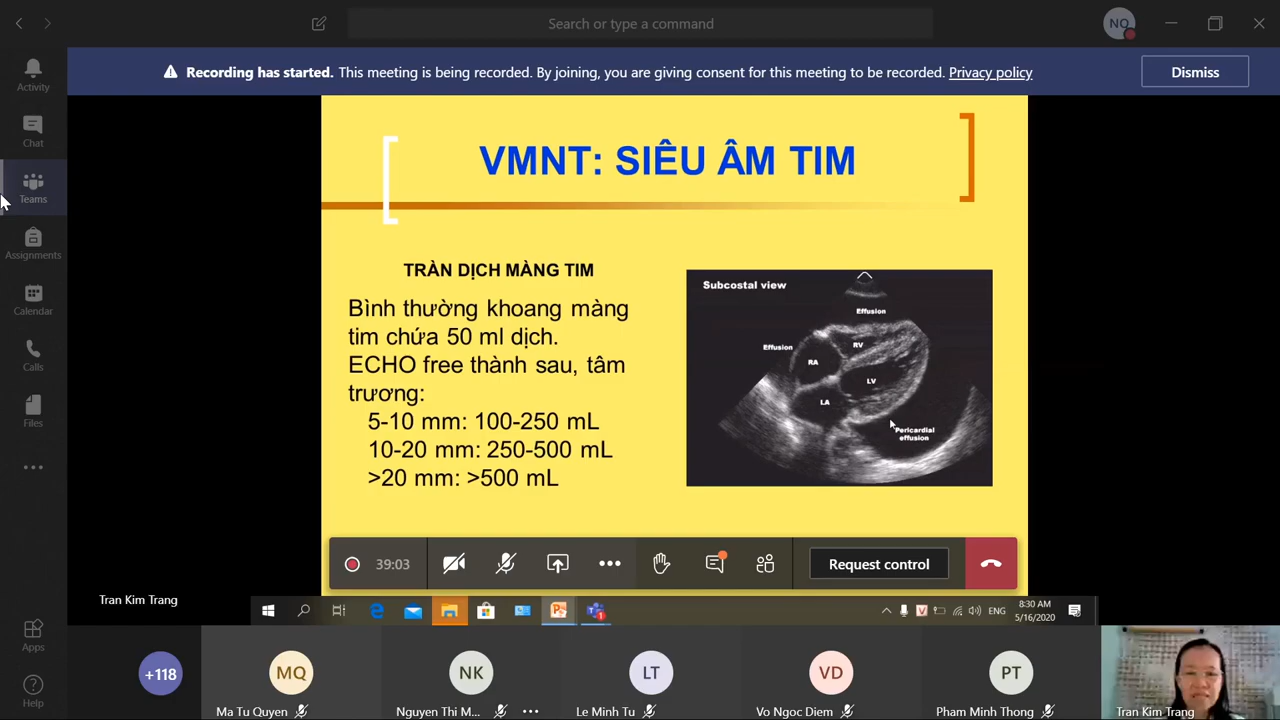 Search or type a command
NQ
Recording has started. This meeting is being recorded. By joining, you are giving consent for this meeting to be recorded. Privacy policy
Dismiss
Activity
Chat
Teams
Assignments
Calendar
Calls
Files
Apps
Help
VMNT: SIÊU ÂM TIM
TRÀN DỊCH MÀNG TIM
Bình thường khoang màng
tim chứa 50 ml dịch.
ECHO free thành sau, tâm
trương:
5-10 mm: 100-250 mL
10-20 mm: 250-500 mL
>20 mm: >500 mL
Subcostal view
Effusion
Effusion
RV
RA
LV
LA
Pericardial
effusion
39:03
Request control
Tran Kim Trang
ENG
8:30 AM
5/16/2020
+118
MQ
NK
LT
VD
PT
Ma Tu Quyen
Nguyen Thi M...
Le Minh Tu
Vo Ngoc Diem
Pham Minh Thong
Tran Kim Trang